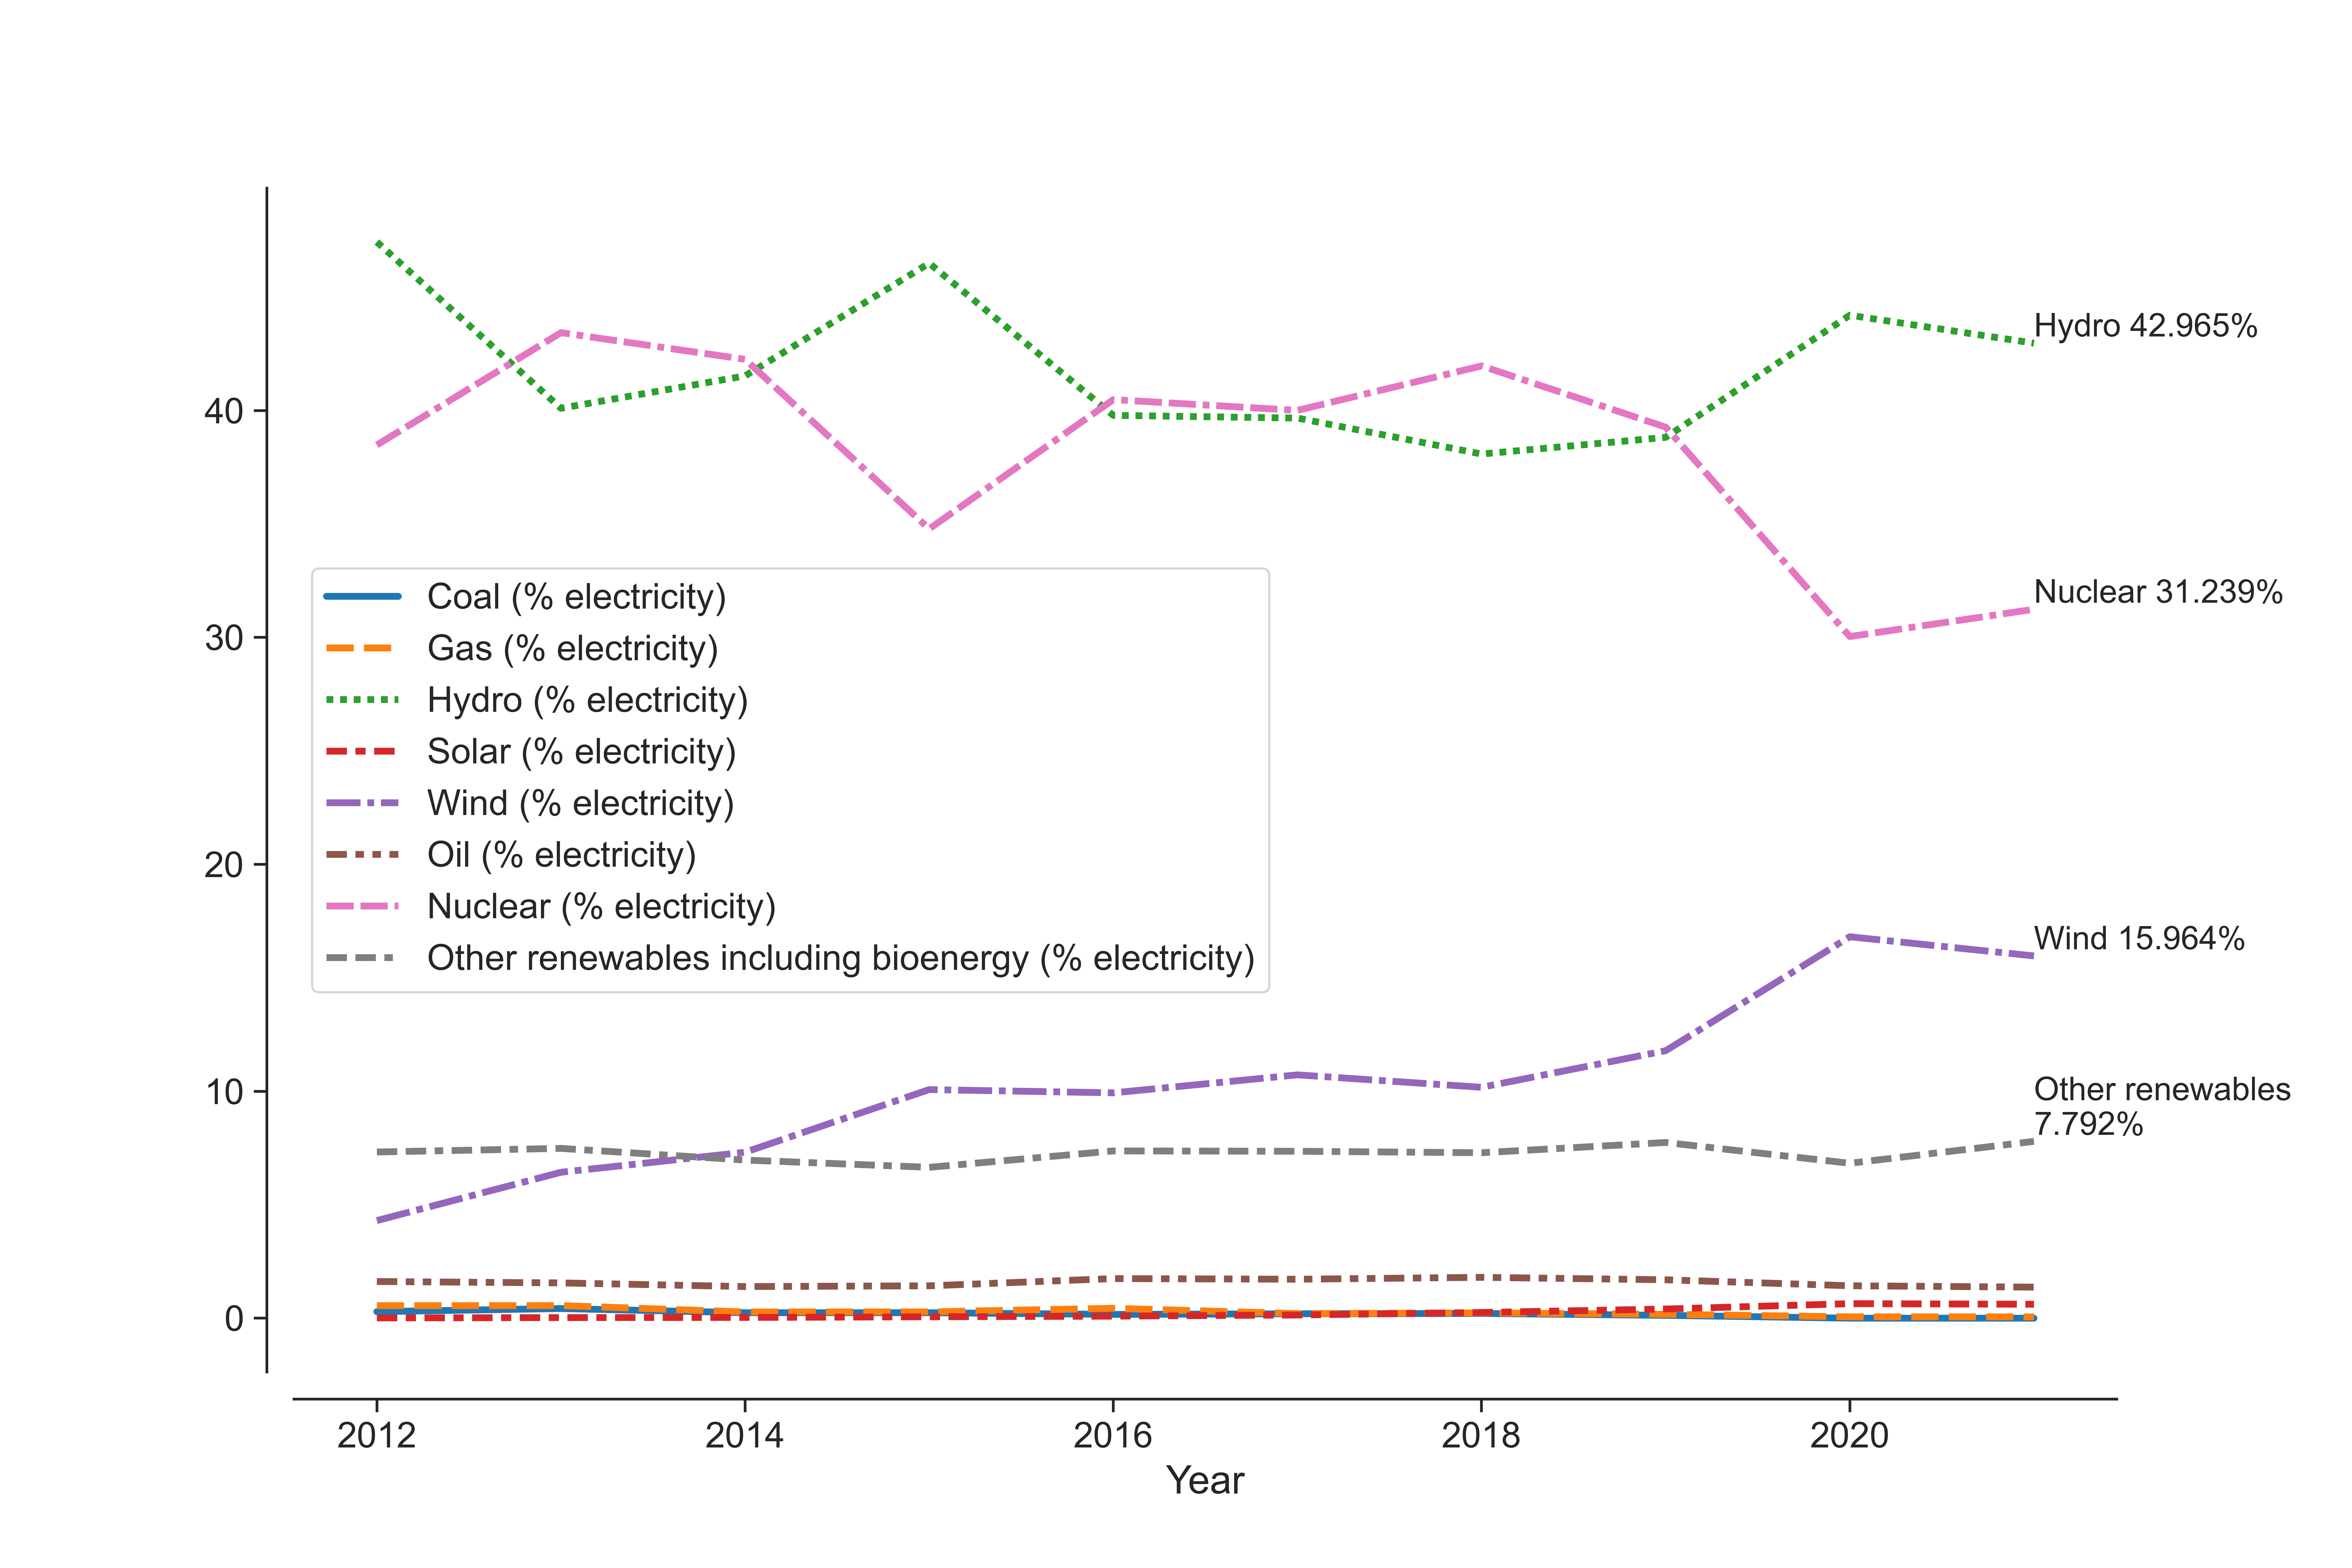 40
30
20
10
0
Hydro 42.965%
Nuclear 31.239%
Wind 15.964%
Other renewables
7.792%
Coal (% electricity)
Gas (% electricity)
Hydro (% electricity)
Solar (% electricity)
Wind (% electricity)
Oil (% electricity)
Nuclear (% electricity)
Other renewables including bioenergy (% electricity)
2012 2014 2016 2018 2020
Year